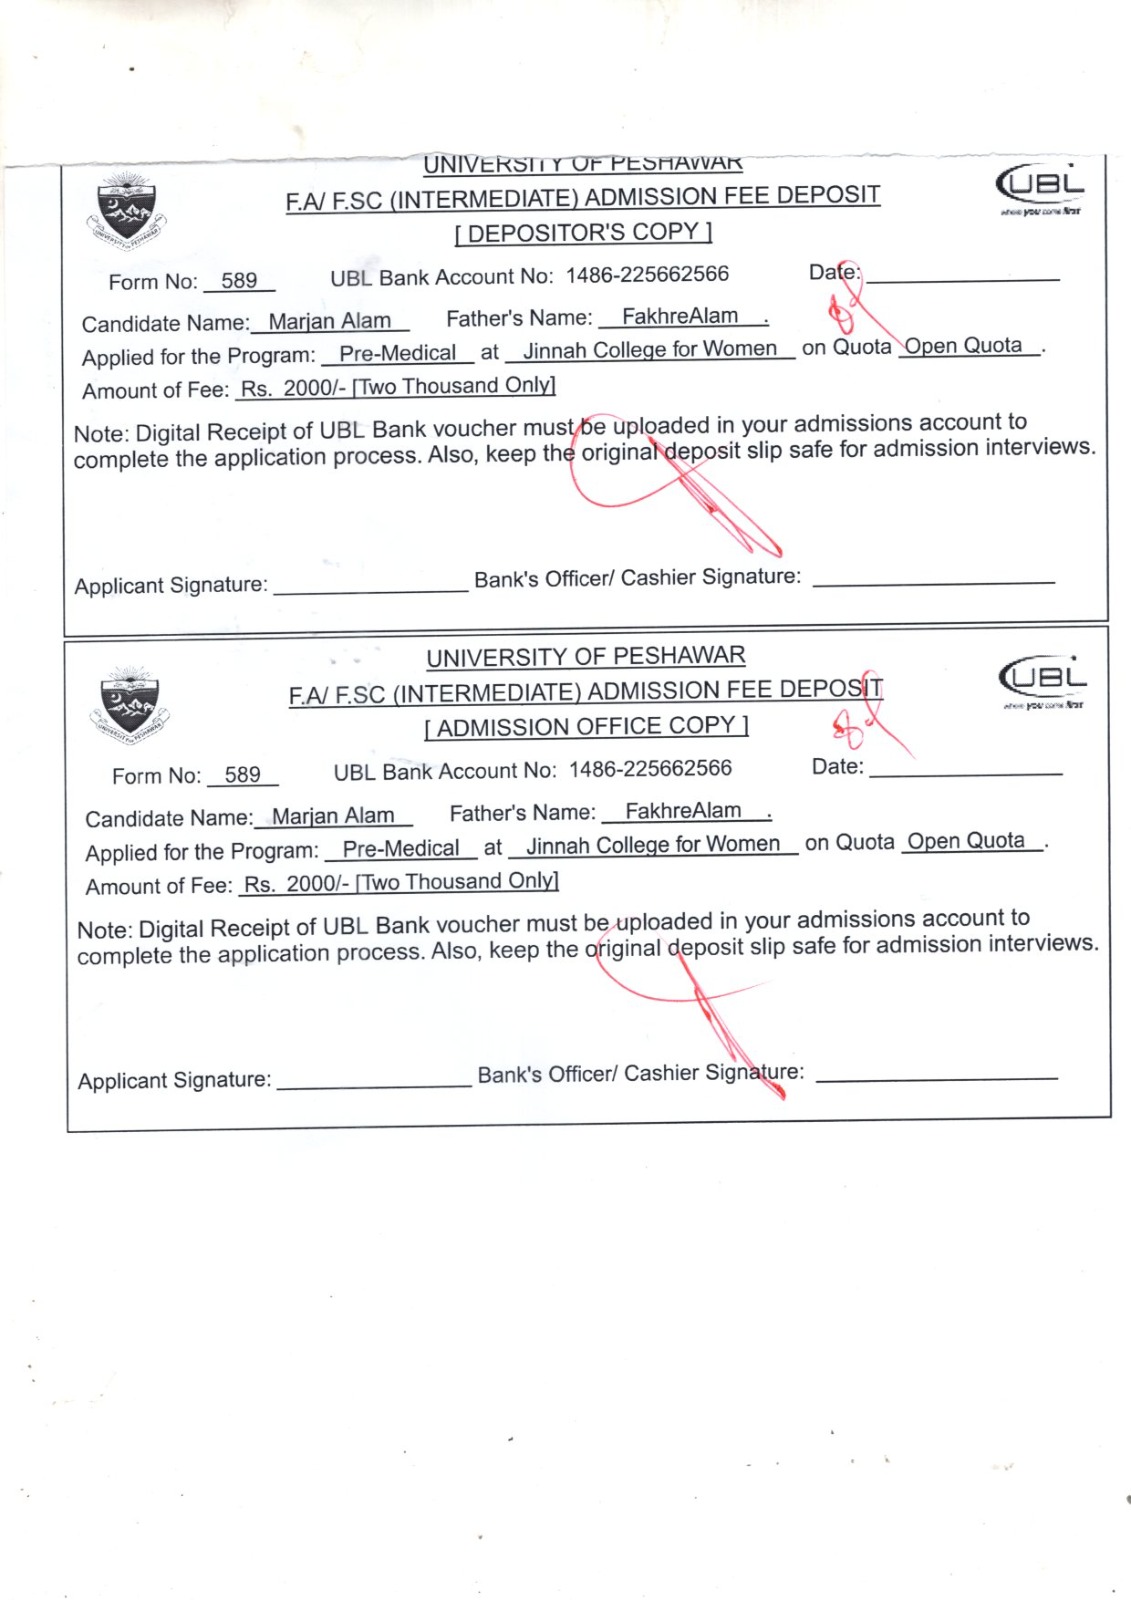 UNIVERSITY OF PESHAWAR
F.A/ F.SC (INTERMEDIATE) ADMISSION FEE DEPOSIT
[ DEPOSITOR'S COPY ]
UBL
where you come first
UNIVERSITY OF PESHAWAR
Form No: 589 UBL Bank Account No: 1486-225662566 Date:
Candidate Name: Marjan Alam Father's Name: FakhreAlam .
Applied for the Program: Pre-Medical at Jinnah College for Women on Quota Open Quota .
Amount of Fee: Rs. 2000/- [Two Thousand Only]
Note: Digital Receipt of UBL Bank voucher must be uploaded in your admissions account to
complete the application process. Also, keep the original deposit slip safe for admission interviews.
Applicant Signature: Bank's Officer/ Cashier Signature:
UNIVERSITY OF PESHAWAR
F.A/ F.SC (INTERMEDIATE) ADMISSION FEE DEPOSIT
[ ADMISSION OFFICE COPY ]
UBL
where you come first
UNIVERSITY OF PESHAWAR
Form No: 589 UBL Bank Account No: 1486-225662566 Date:
Candidate Name: Marjan Alam Father's Name: FakhreAlam .
Applied for the Program: Pre-Medical at Jinnah College for Women on Quota Open Quota .
Amount of Fee: Rs. 2000/- [Two Thousand Only]
Note: Digital Receipt of UBL Bank voucher must be uploaded in your admissions account to
complete the application process. Also, keep the original deposit slip safe for admission interviews.
Applicant Signature: Bank's Officer/ Cashier Signature: